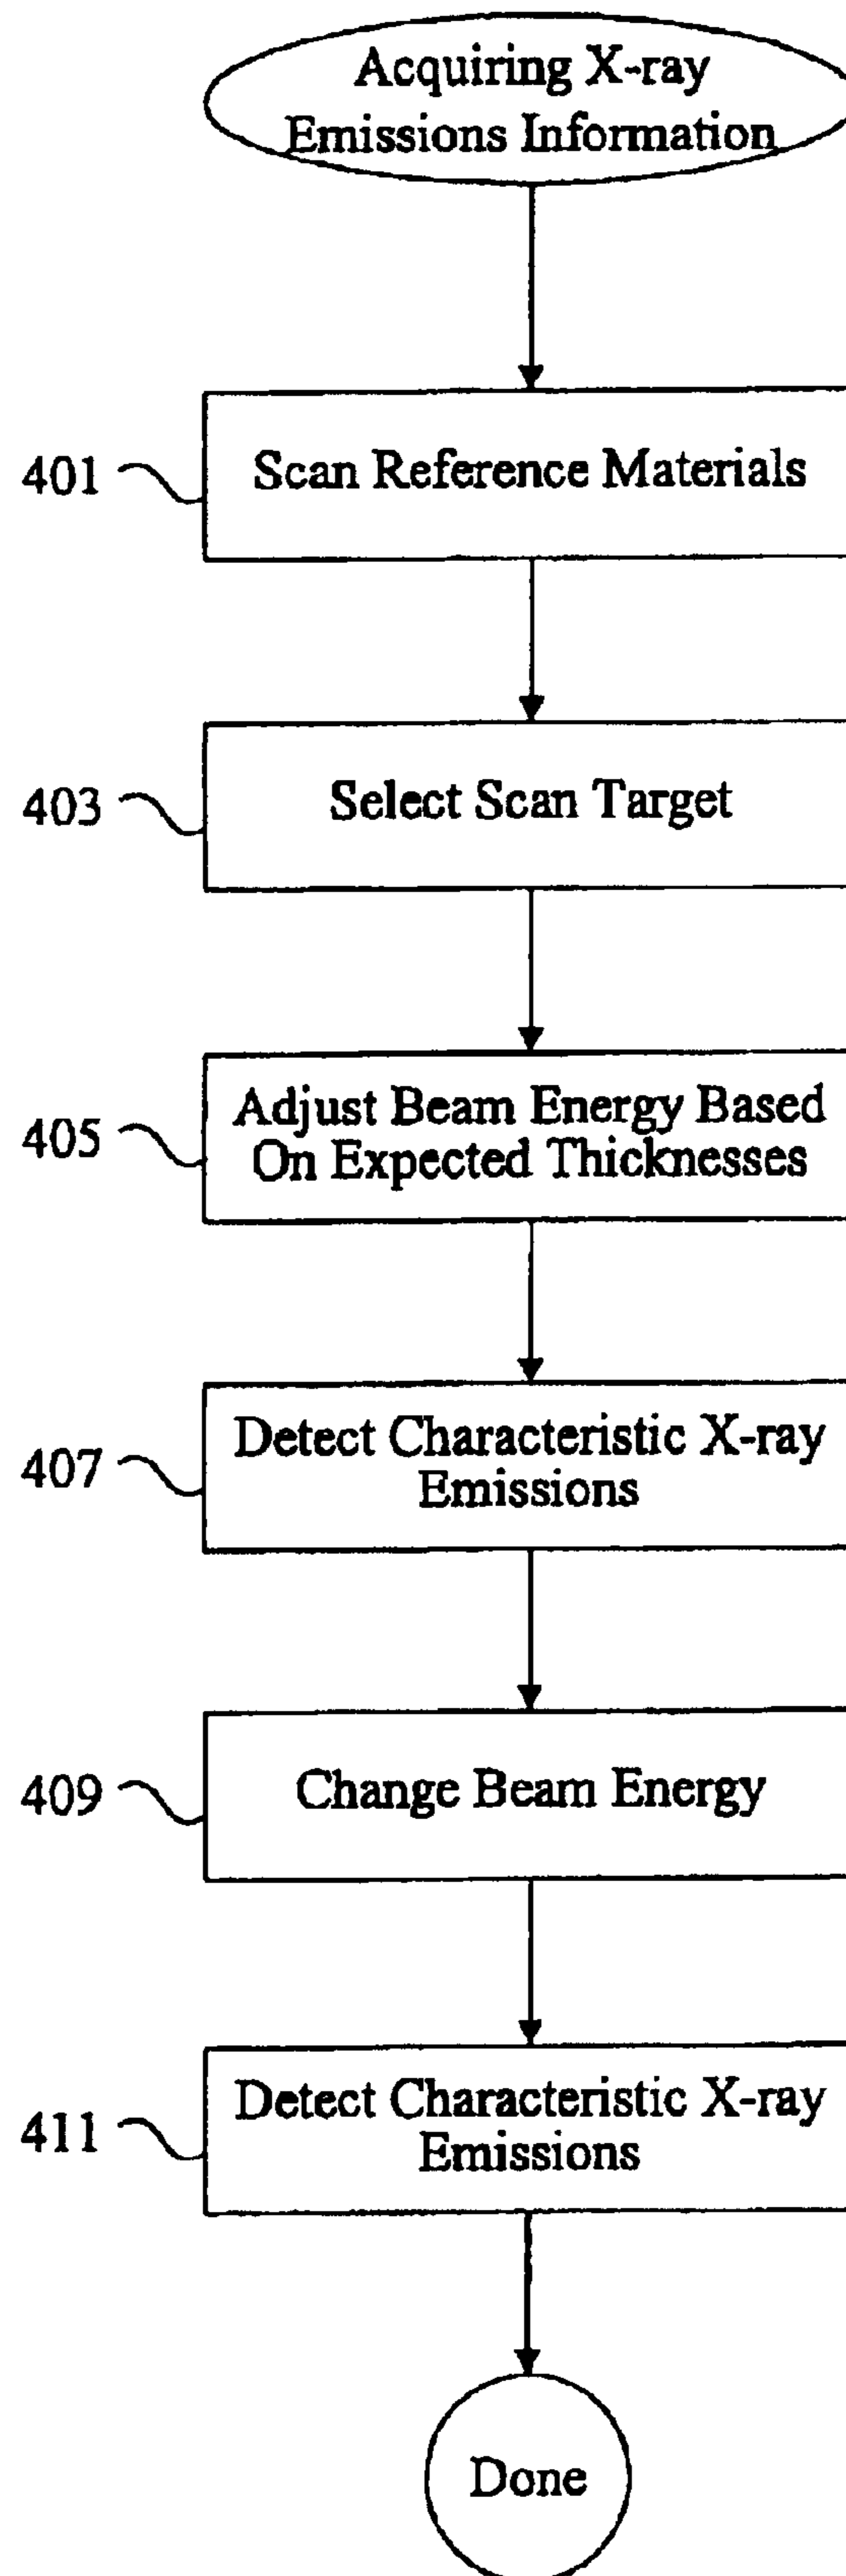 Acquiring X-ray
Emissions Information
401
Scan Reference Materials
403
Select Scan Target
405
Adjust Beam Energy Based
On Expected Thicknesses
407
Detect Characteristic X-ray
Emissions
409
Change Beam Energy
411
Detect Characteristic X-ray
Emissions
Done